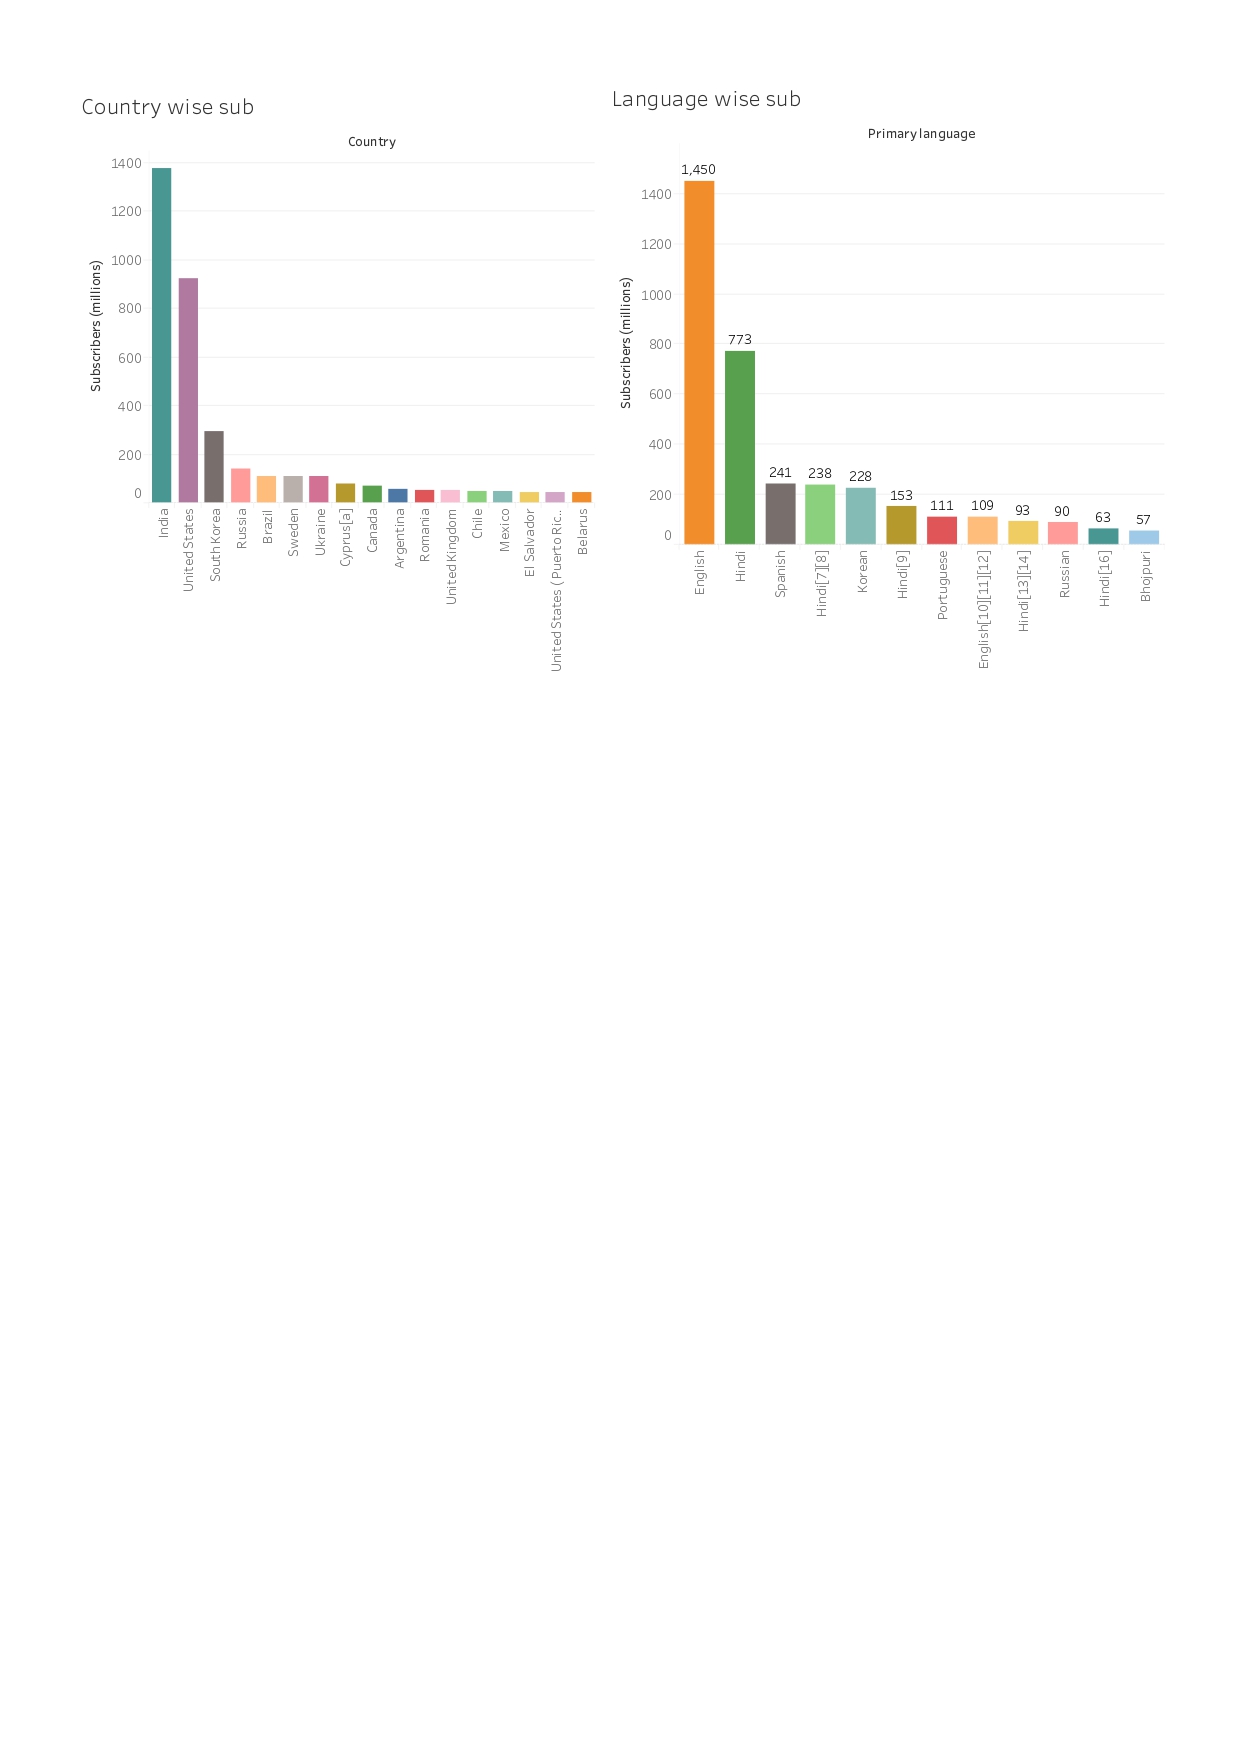 Country wise sub
Country
Subscribers (millions)
1400
1200
1000
800
600
400
200
0
India
United States
South Korea
Russia
Brazil
Sweden
Ukraine
Cyprus[a]
Canada
Argentina
Romania
United Kingdom
Chile
Mexico
El Salvador
United States ( Puerto Ric..
Belarus
Language wise sub
Primary language
Subscribers (millions)
1400
1200
1000
800
600
400
200
0
1,450
773
241
238
228
153
111
109
93
90
63
57
English
Hindi
Spanish
Hindi[7][8]
Korean
Hindi[9]
Portuguese
English[10][11][12]
Hindi[13][14]
Russian
Hindi[16]
Bhojpuri